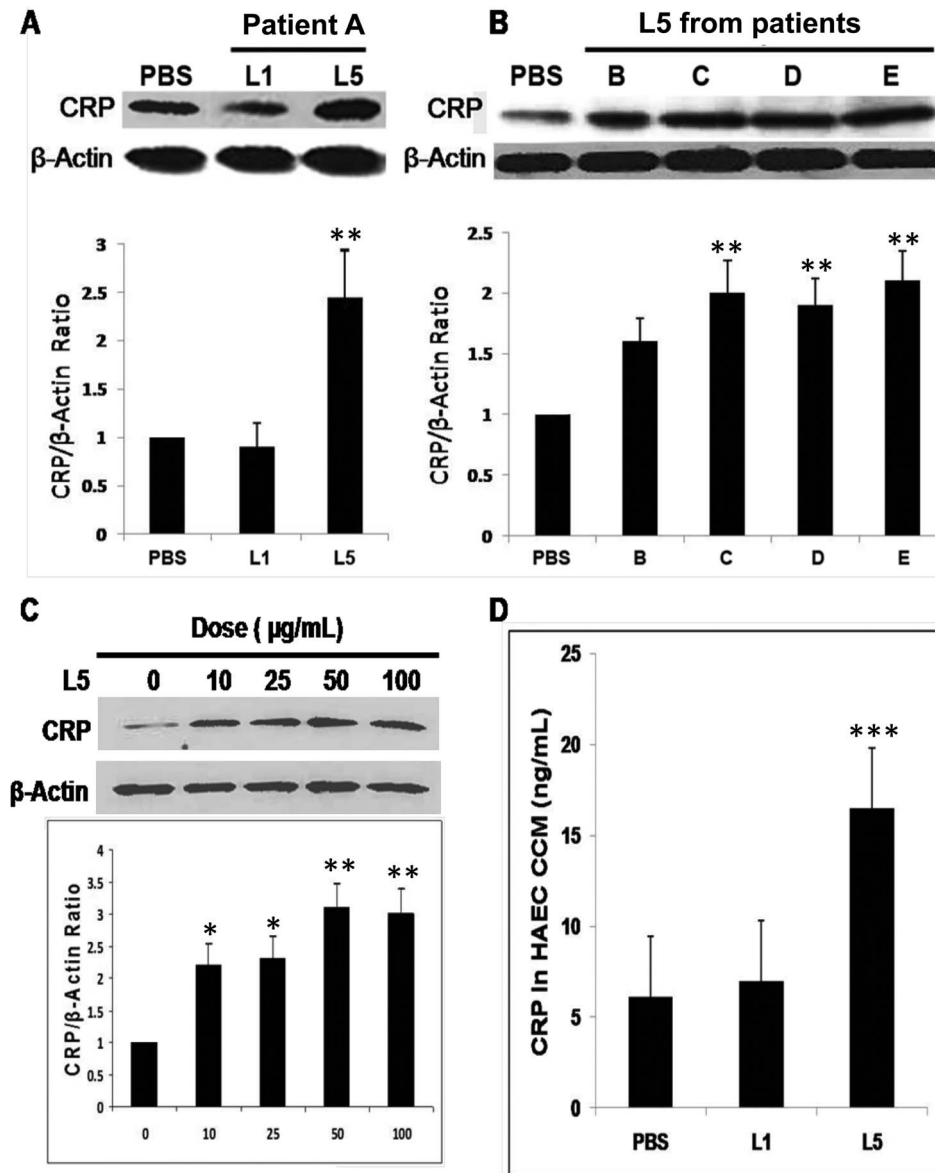 A
Patient A
PBS L1 L5
CRP
β-Actin
**
3
2.5
2
1.5
1
0.5
0
CRP/β-Actin Ratio
PBS L1 L5
B
L5 from patients
PBS B C D E
CRP
β-Actin
** ** **
2.5
2
1.5
1
0.5
0
CRP/β-Actin Ratio
PBS B C D E
C
Dose ( µg/mL)
L5 0 10 25 50 100
CRP
β-Actin
* * ** **
4
3.5
3
2.5
2
1.5
1
0.5
0
CRP/β-Actin Ratio
0 10 25 50 100
D
***
25
20
15
10
5
0
CRP In HAEC CCM (ng/mL)
PBS L1 L5